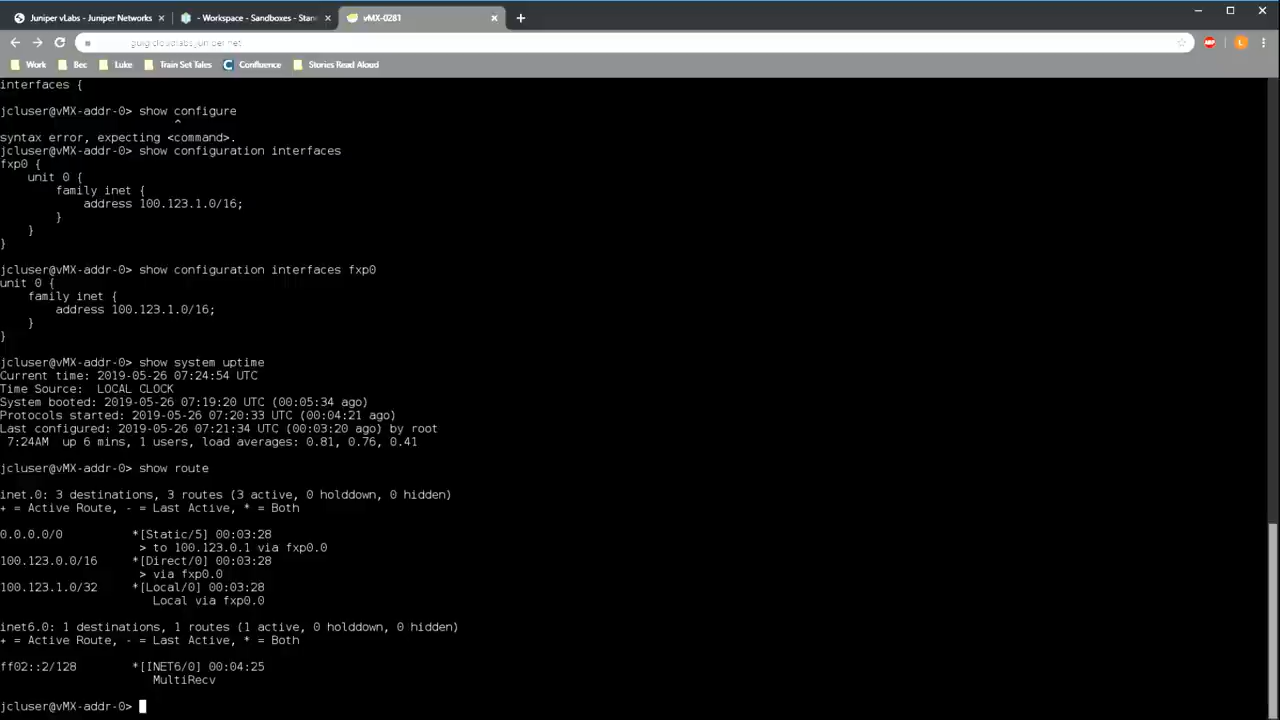 Juniper vLabs - Juniper Networks
- Workspace - Sandboxes - Stan
vMX-0281
Work
Bec
Luke
Train Set Tales
Confluence
Stories Read Aloud
interfaces {
jcluser@vMX-addr-0> show configure
^
syntax error, expecting <command>.
jcluser@vMX-addr-0> show configuration interfaces
fxp0 {
unit 0 {
family inet {
address 100.123.1.0/16;
}
}
}
jcluser@vMX-addr-0> show configuration interfaces fxp0
unit 0 {
family inet {
address 100.123.1.0/16;
}
}
jcluser@vMX-addr-0> show system uptime
Current time: 2019-05-26 07:24:54 UTC
Time Source:  LOCAL CLOCK
System booted: 2019-05-26 07:19:20 UTC (00:05:34 ago)
Protocols started: 2019-05-26 07:20:33 UTC (00:04:21 ago)
Last configured: 2019-05-26 07:21:34 UTC (00:03:20 ago) by root
7:24AM  up 6 mins, 1 users, load averages: 0.81, 0.76, 0.41
jcluser@vMX-addr-0> show route
inet.0: 3 destinations, 3 routes (3 active, 0 holddown, 0 hidden)
+ = Active Route, - = Last Active, * = Both
0.0.0.0/0          *[Static/5] 00:03:28
> to 100.123.0.1 via fxp0.0
100.123.0.0/16     *[Direct/0] 00:03:28
> via fxp0.0
100.123.1.0/32     *[Local/0] 00:03:28
Local via fxp0.0
inet6.0: 1 destinations, 1 routes (1 active, 0 holddown, 0 hidden)
+ = Active Route, - = Last Active, * = Both
ff02::2/128        *[INET6/0] 00:04:25
MultiRecv
jcluser@vMX-addr-0>